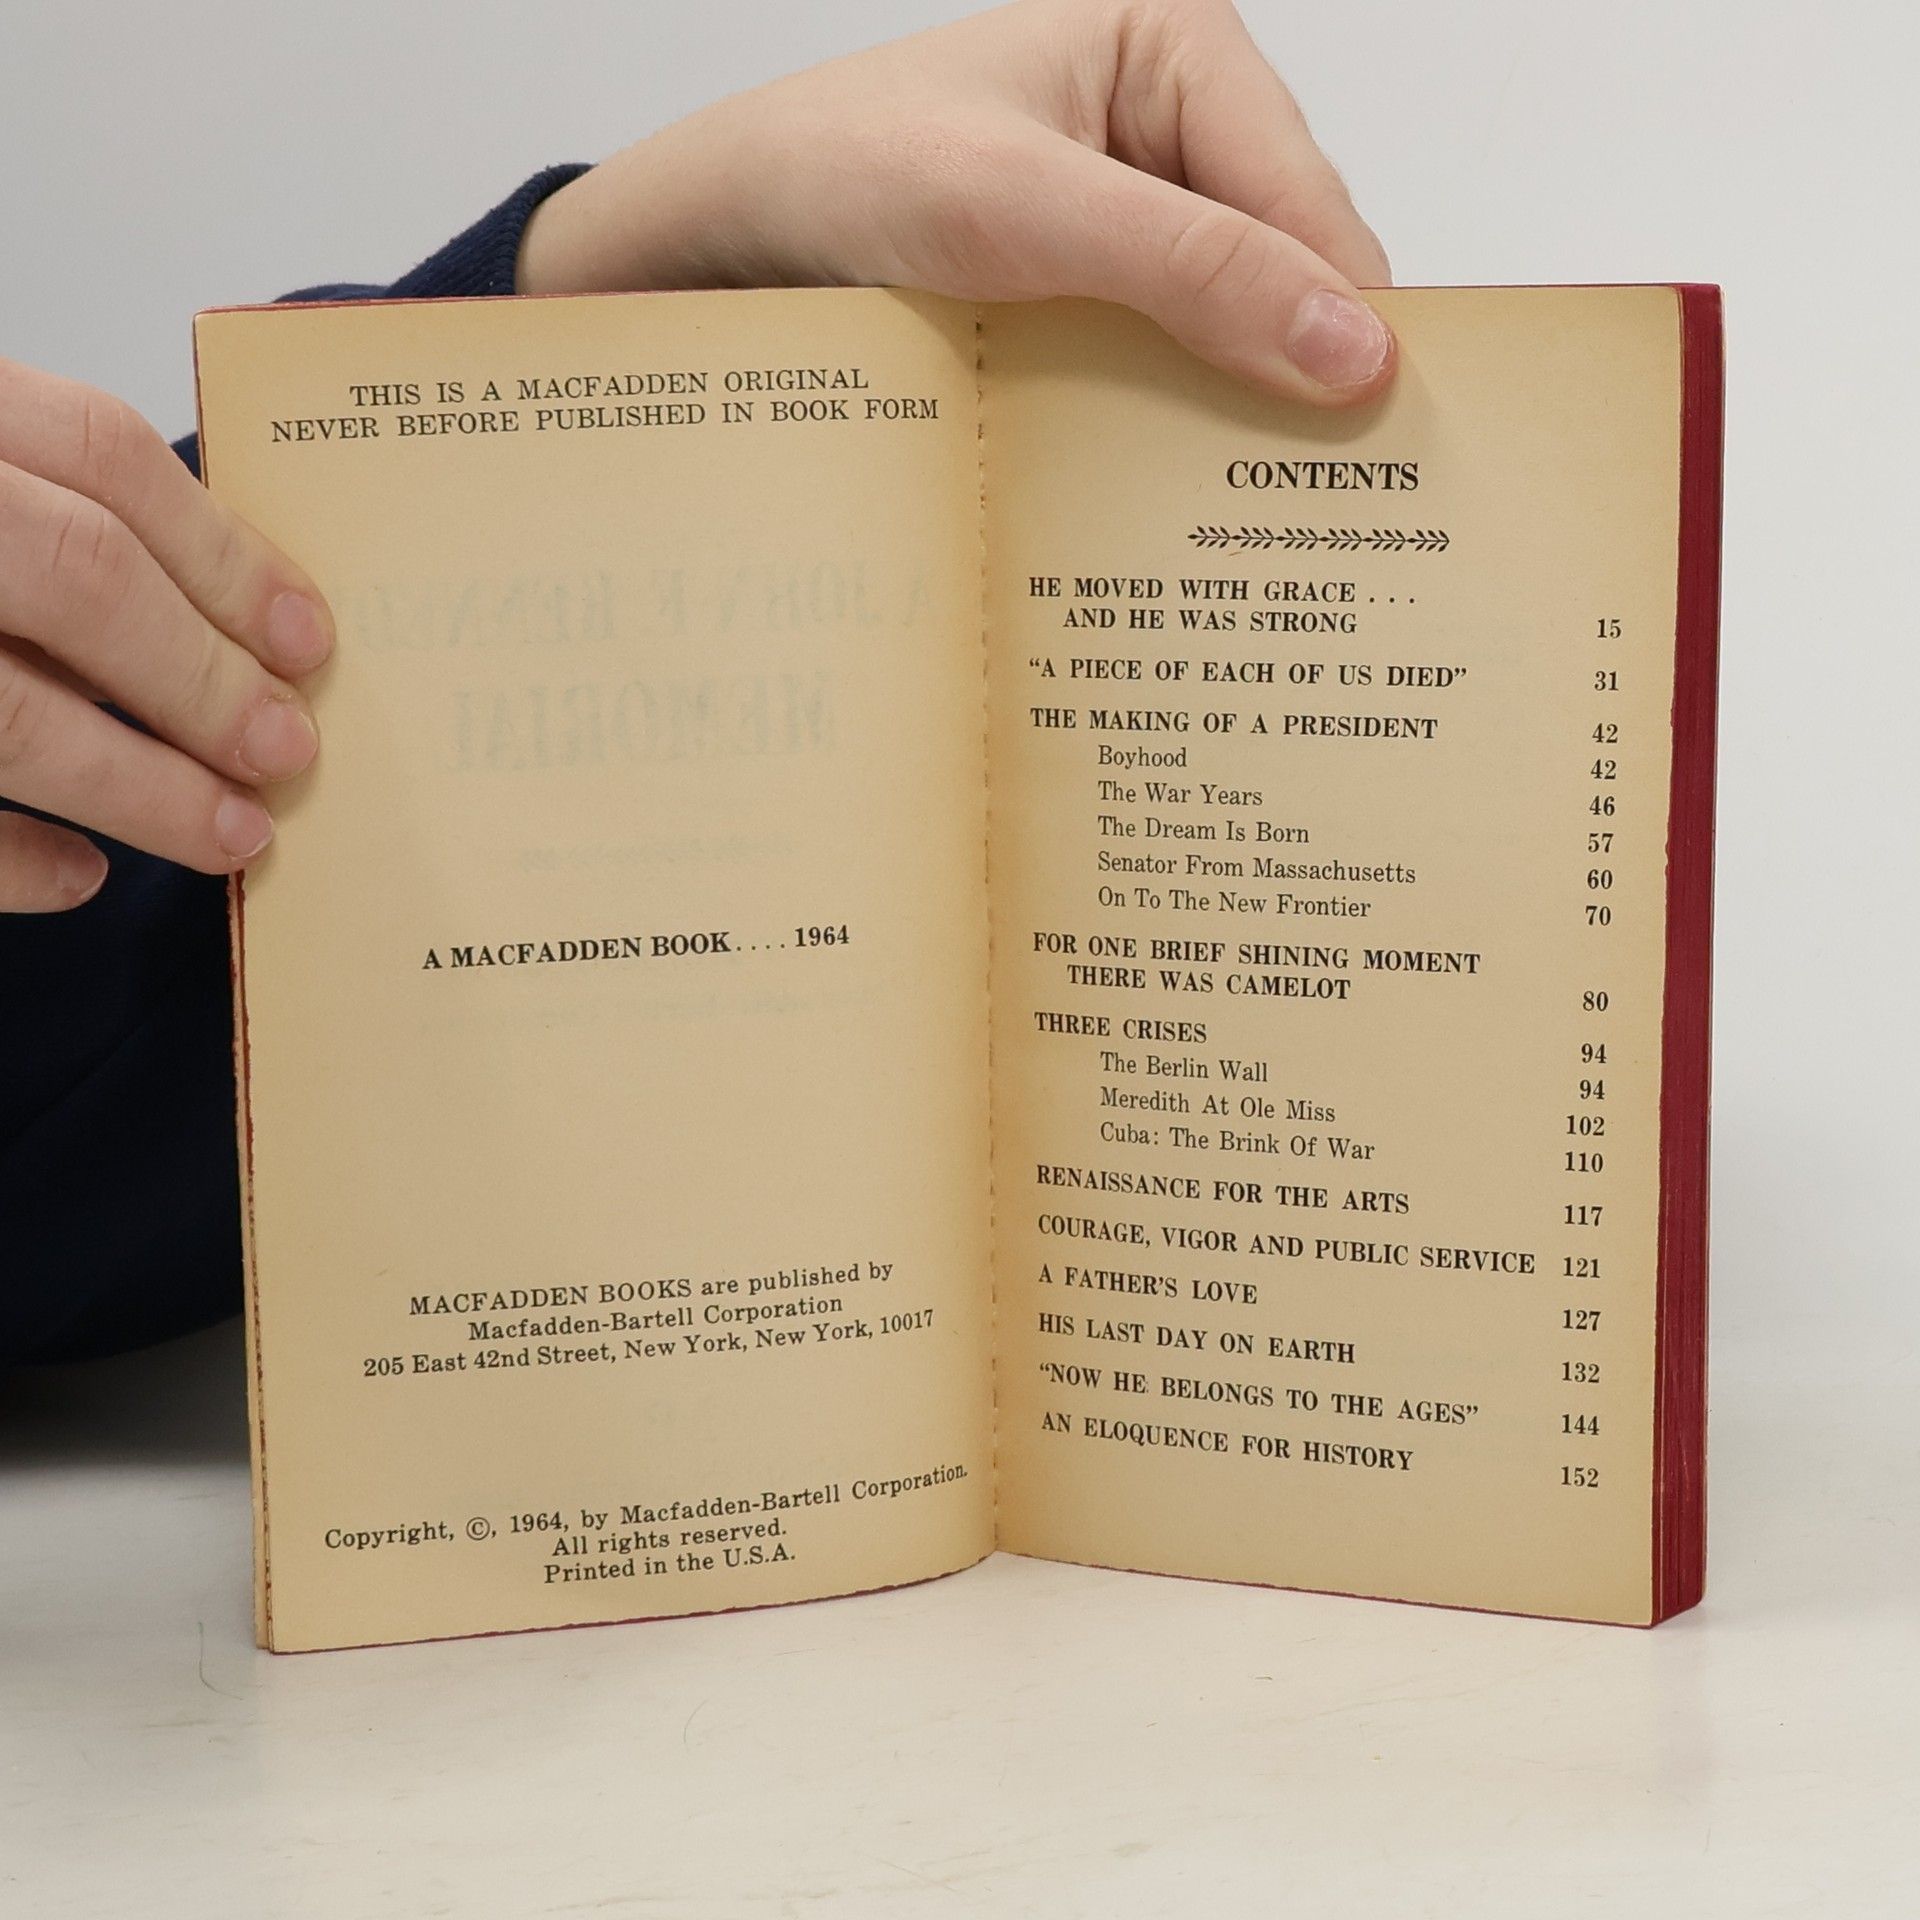 THIS IS A MACFADDEN ORIGINAL
NEVER BEFORE PUBLISHED IN BOOK FORM
A MACFADDEN BOOK.... 1964
MACFADDEN BOOKS are published by
Macfadden-Bartell Corporation
205 East 42nd Street, New York, New York, 10017
Copyright, ©, 1964, by Macfadden-Bartell Corporation.
All rights reserved.
Printed in the U.S.A.
CONTENTS
HE MOVED WITH GRACE . . .
AND HE WAS STRONG 15
“A PIECE OF EACH OF US DIED” 31
THE MAKING OF A PRESIDENT 42
Boyhood 42
The War Years 46
The Dream Is Born 57
Senator From Massachusetts 60
On To The New Frontier 70
FOR ONE BRIEF SHINING MOMENT
THERE WAS CAMELOT 80
THREE CRISES 94
The Berlin Wall 94
Meredith At Ole Miss 102
Cuba: The Brink Of War 110
RENAISSANCE FOR THE ARTS 117
COURAGE, VIGOR AND PUBLIC SERVICE 121
A FATHER’S LOVE 127
HIS LAST DAY ON EARTH 132
“NOW HE BELONGS TO THE AGES” 144
AN ELOQUENCE FOR HISTORY 152